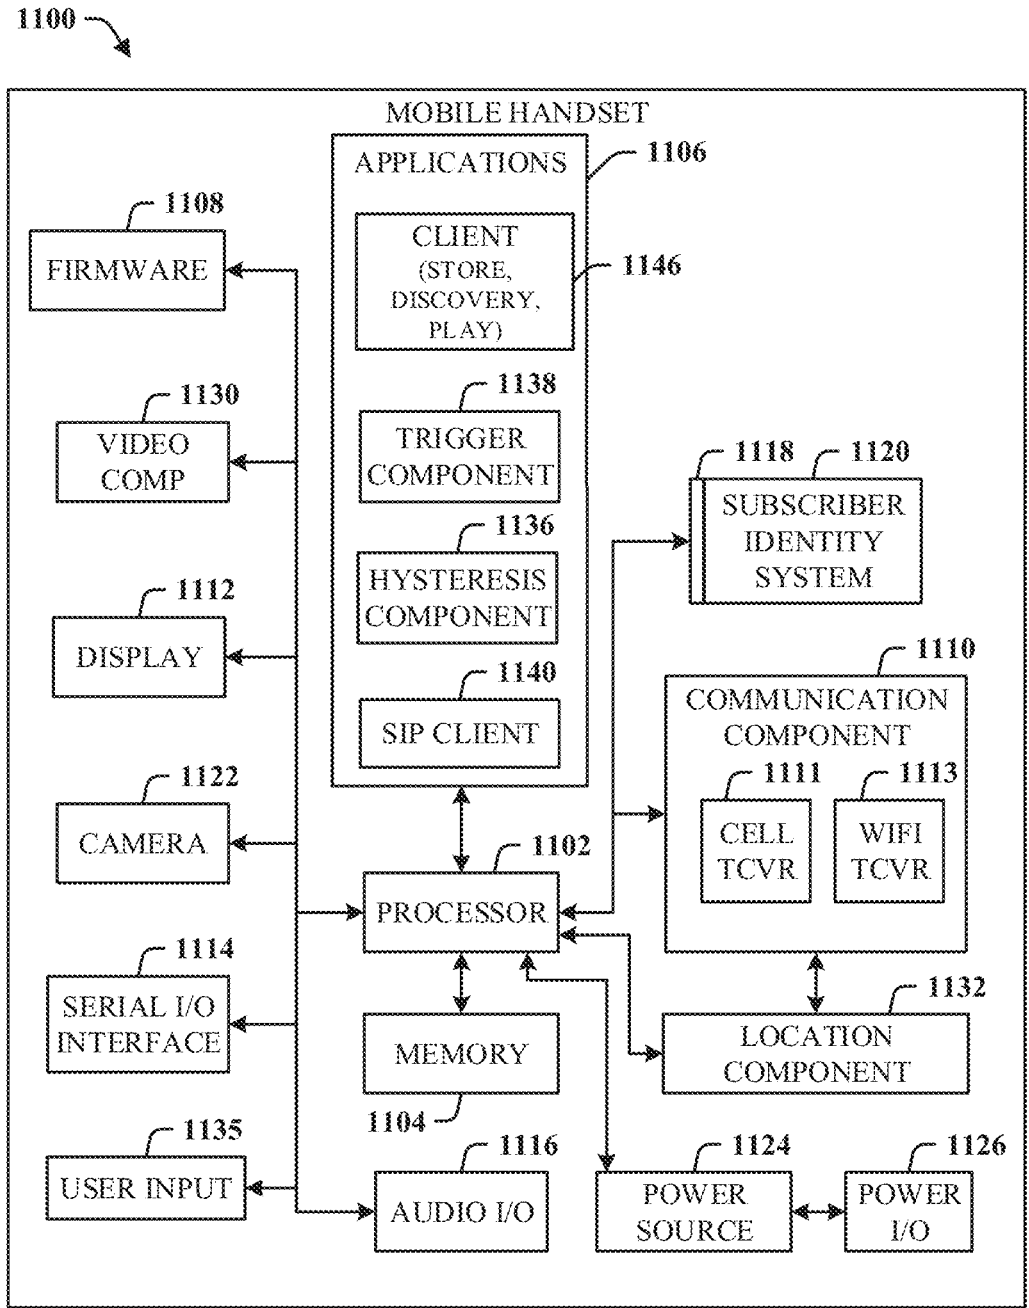 1100
MOBILE HANDSET
APPLICATIONS
1106
CLIENT
(STORE,
DISCOVERY,
PLAY)
1146
1138
TRIGGER
COMPONENT
1136
HYSTERESIS
COMPONENT
1140
SIP CLIENT
1108
FIRMWARE
1130
VIDEO
COMP
1112
DISPLAY
1122
CAMERA
1114
SERIAL I/O
INTERFACE
1135
USER INPUT
1102
PROCESSOR
MEMORY
1104
1116
AUDIO I/O
1118
1120
SUBSCRIBER
IDENTITY
SYSTEM
1110
COMMUNICATION
COMPONENT
1111
CELL
TCVR
1113
WIFI
TCVR
1132
LOCATION
COMPONENT
1124
POWER
SOURCE
1126
POWER
I/O